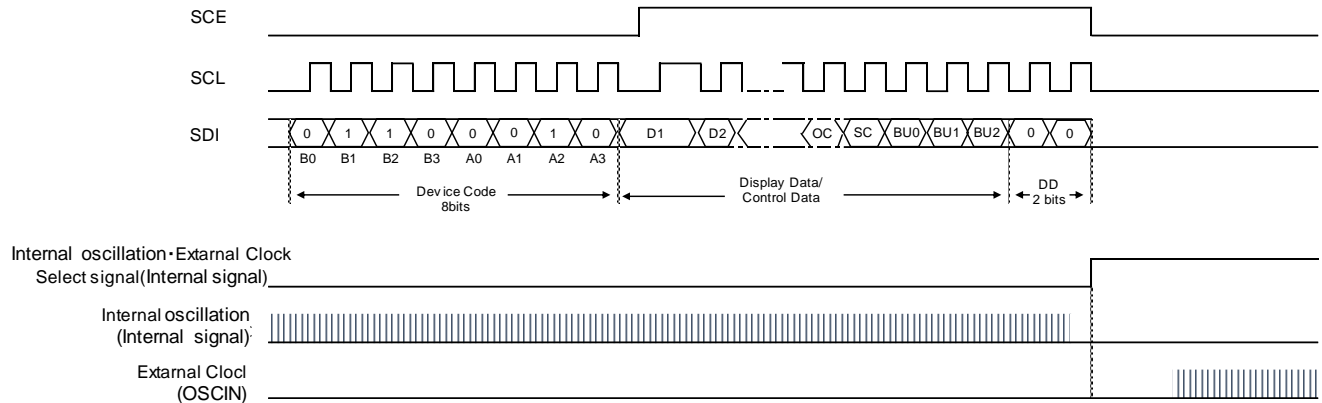 SCE
SCL
SDI
0 1 1 0 0 0 1 0 D1 D2 OC SC BU0 BU1 BU2 0 0
B0 B1 B2 B3 A0 A1 A2 A3
Device Code
8bits
Display Data/
Control Data
DD
2 bits
Internal oscillation・Extarnal Clock
Select signal(Internal signal)
Internal oscillation
(Internal signal)
Extarnal Clocl
(OSCIN)